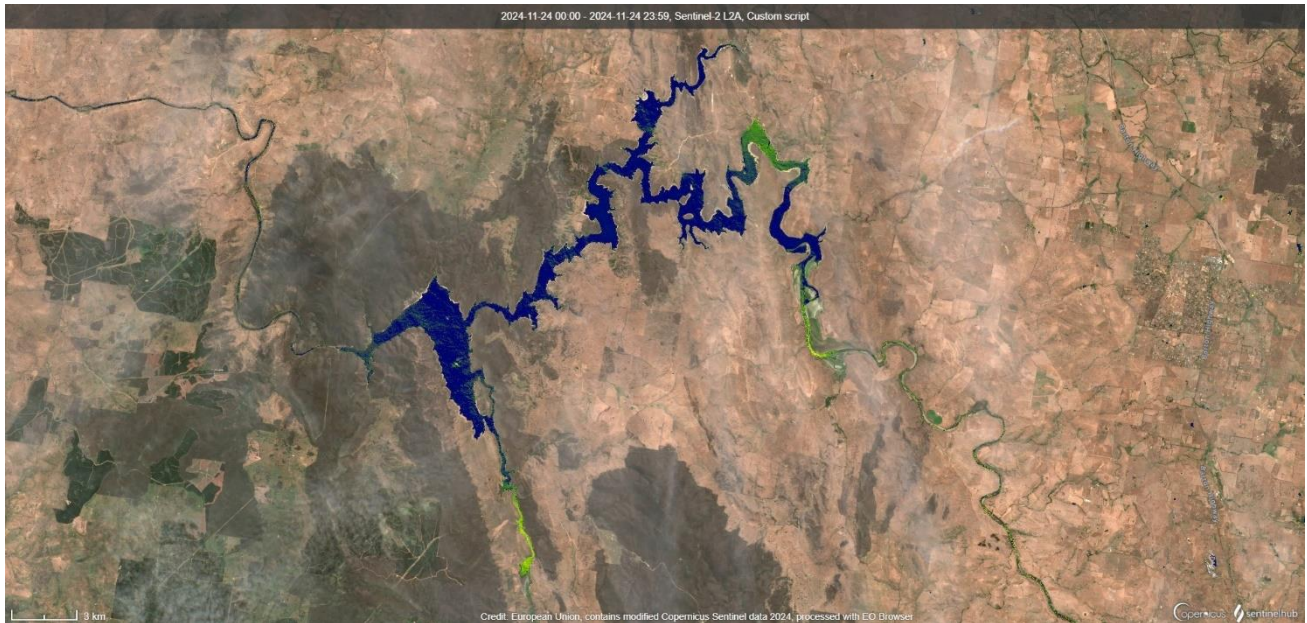 2024-11-24 00:00 - 2024-11-24 23:59, Sentinel-2 L2A, Custom script
3 km
Credit: European Union, contains modified Copernicus Sentinel data 2024, processed with EO Browser
opernicus
sentinelhub